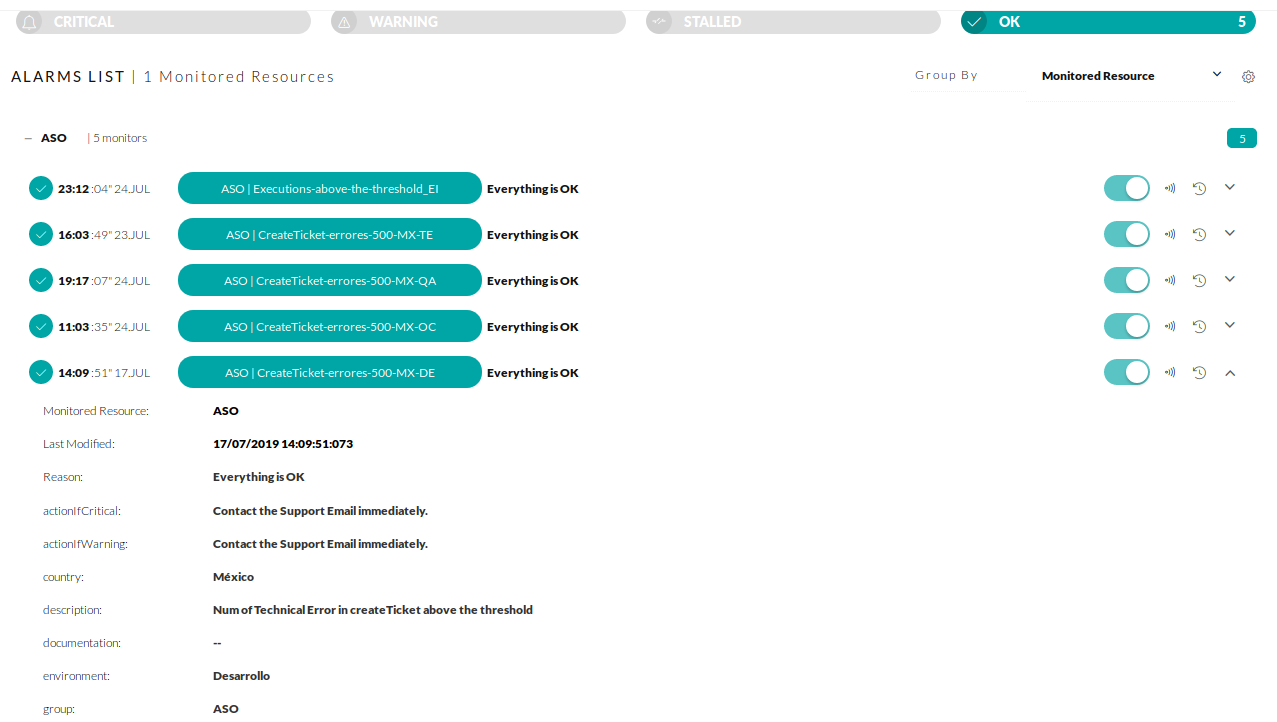 CRITICAL WARNING STALLED OK 5
ALARMS LIST | 1 Monitored Resources Group By Monitored Resource
− ASO | 5 monitors 5
23:12 :04" 24.JUL ASO | Executions-above-the-threshold_EI Everything is OK
16:03 :49" 23.JUL ASO | CreateTicket-errores-500-MX-TE Everything is OK
19:17 :07" 24.JUL ASO | CreateTicket-errores-500-MX-QA Everything is OK
11:03 :35" 24.JUL ASO | CreateTicket-errores-500-MX-OC Everything is OK
14:09 :51" 17.JUL ASO | CreateTicket-errores-500-MX-DE Everything is OK
Monitored Resource: ASO
Last Modified: 17/07/2019 14:09:51:073
Reason: Everything is OK
actionIfCritical: Contact the Support Email immediately.
actionIfWarning: Contact the Support Email immediately.
country: México
description: Num of Technical Error in createTicket above the threshold
documentation: --
environment: Desarrollo
group: ASO